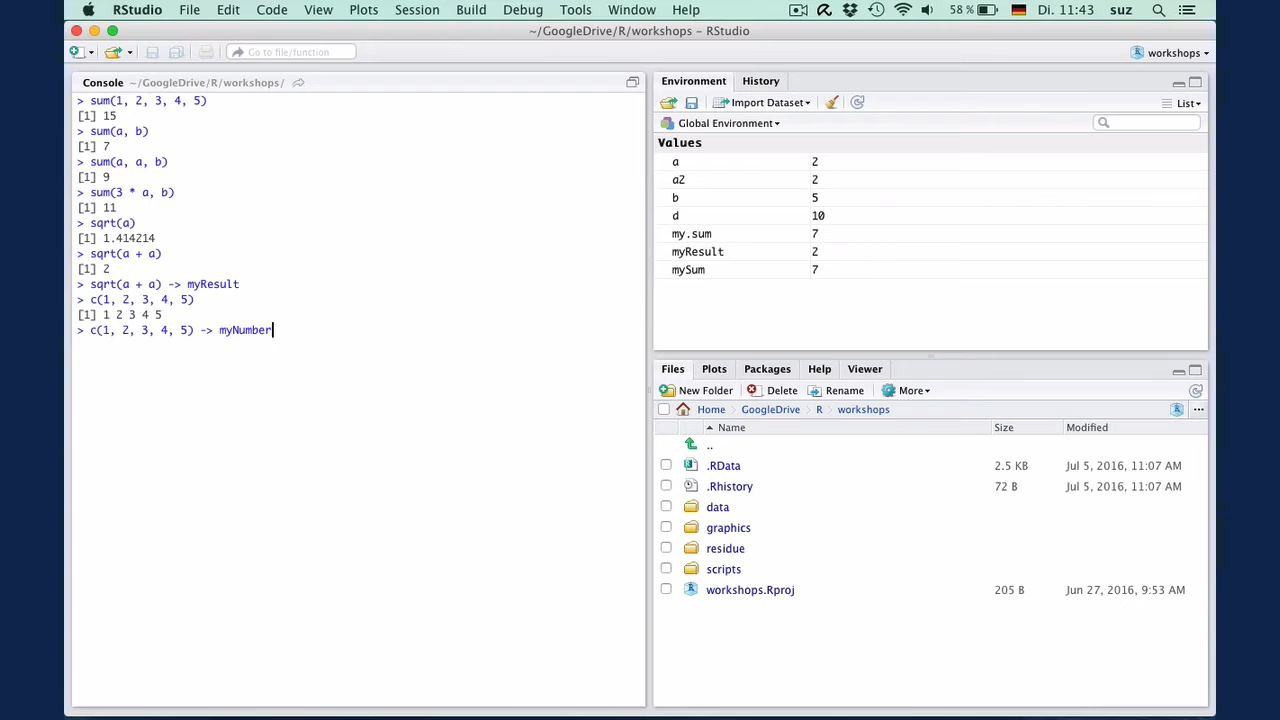 RStudio File Edit Code View Plots Session Build Debug Tools Window Help 58 % Di. 11:43 suz
~/GoogleDrive/R/workshops – RStudio
Go to file/function workshops
Console ~/GoogleDrive/R/workshops/
> sum(1, 2, 3, 4, 5)
[1] 15
> sum(a, b)
[1] 7
> sum(a, a, b)
[1] 9
> sum(3 * a, b)
[1] 11
> sqrt(a)
[1] 1.414214
> sqrt(a + a)
[1] 2
> sqrt(a + a) -> myResult
> c(1, 2, 3, 4, 5)
[1] 1 2 3 4 5
> c(1, 2, 3, 4, 5) -> myNumber
Environment History
Import Dataset List
Global Environment
Values
a 2
a2 2
b 5
d 10
my.sum 7
myResult 2
mySum 7
Files Plots Packages Help Viewer
New Folder Delete Rename More
Home GoogleDrive R workshops ...
Name Size Modified
..
.RData 2.5 KB Jul 5, 2016, 11:07 AM
.Rhistory 72 B Jul 5, 2016, 11:07 AM
data
graphics
residue
scripts
workshops.Rproj 205 B Jun 27, 2016, 9:53 AM